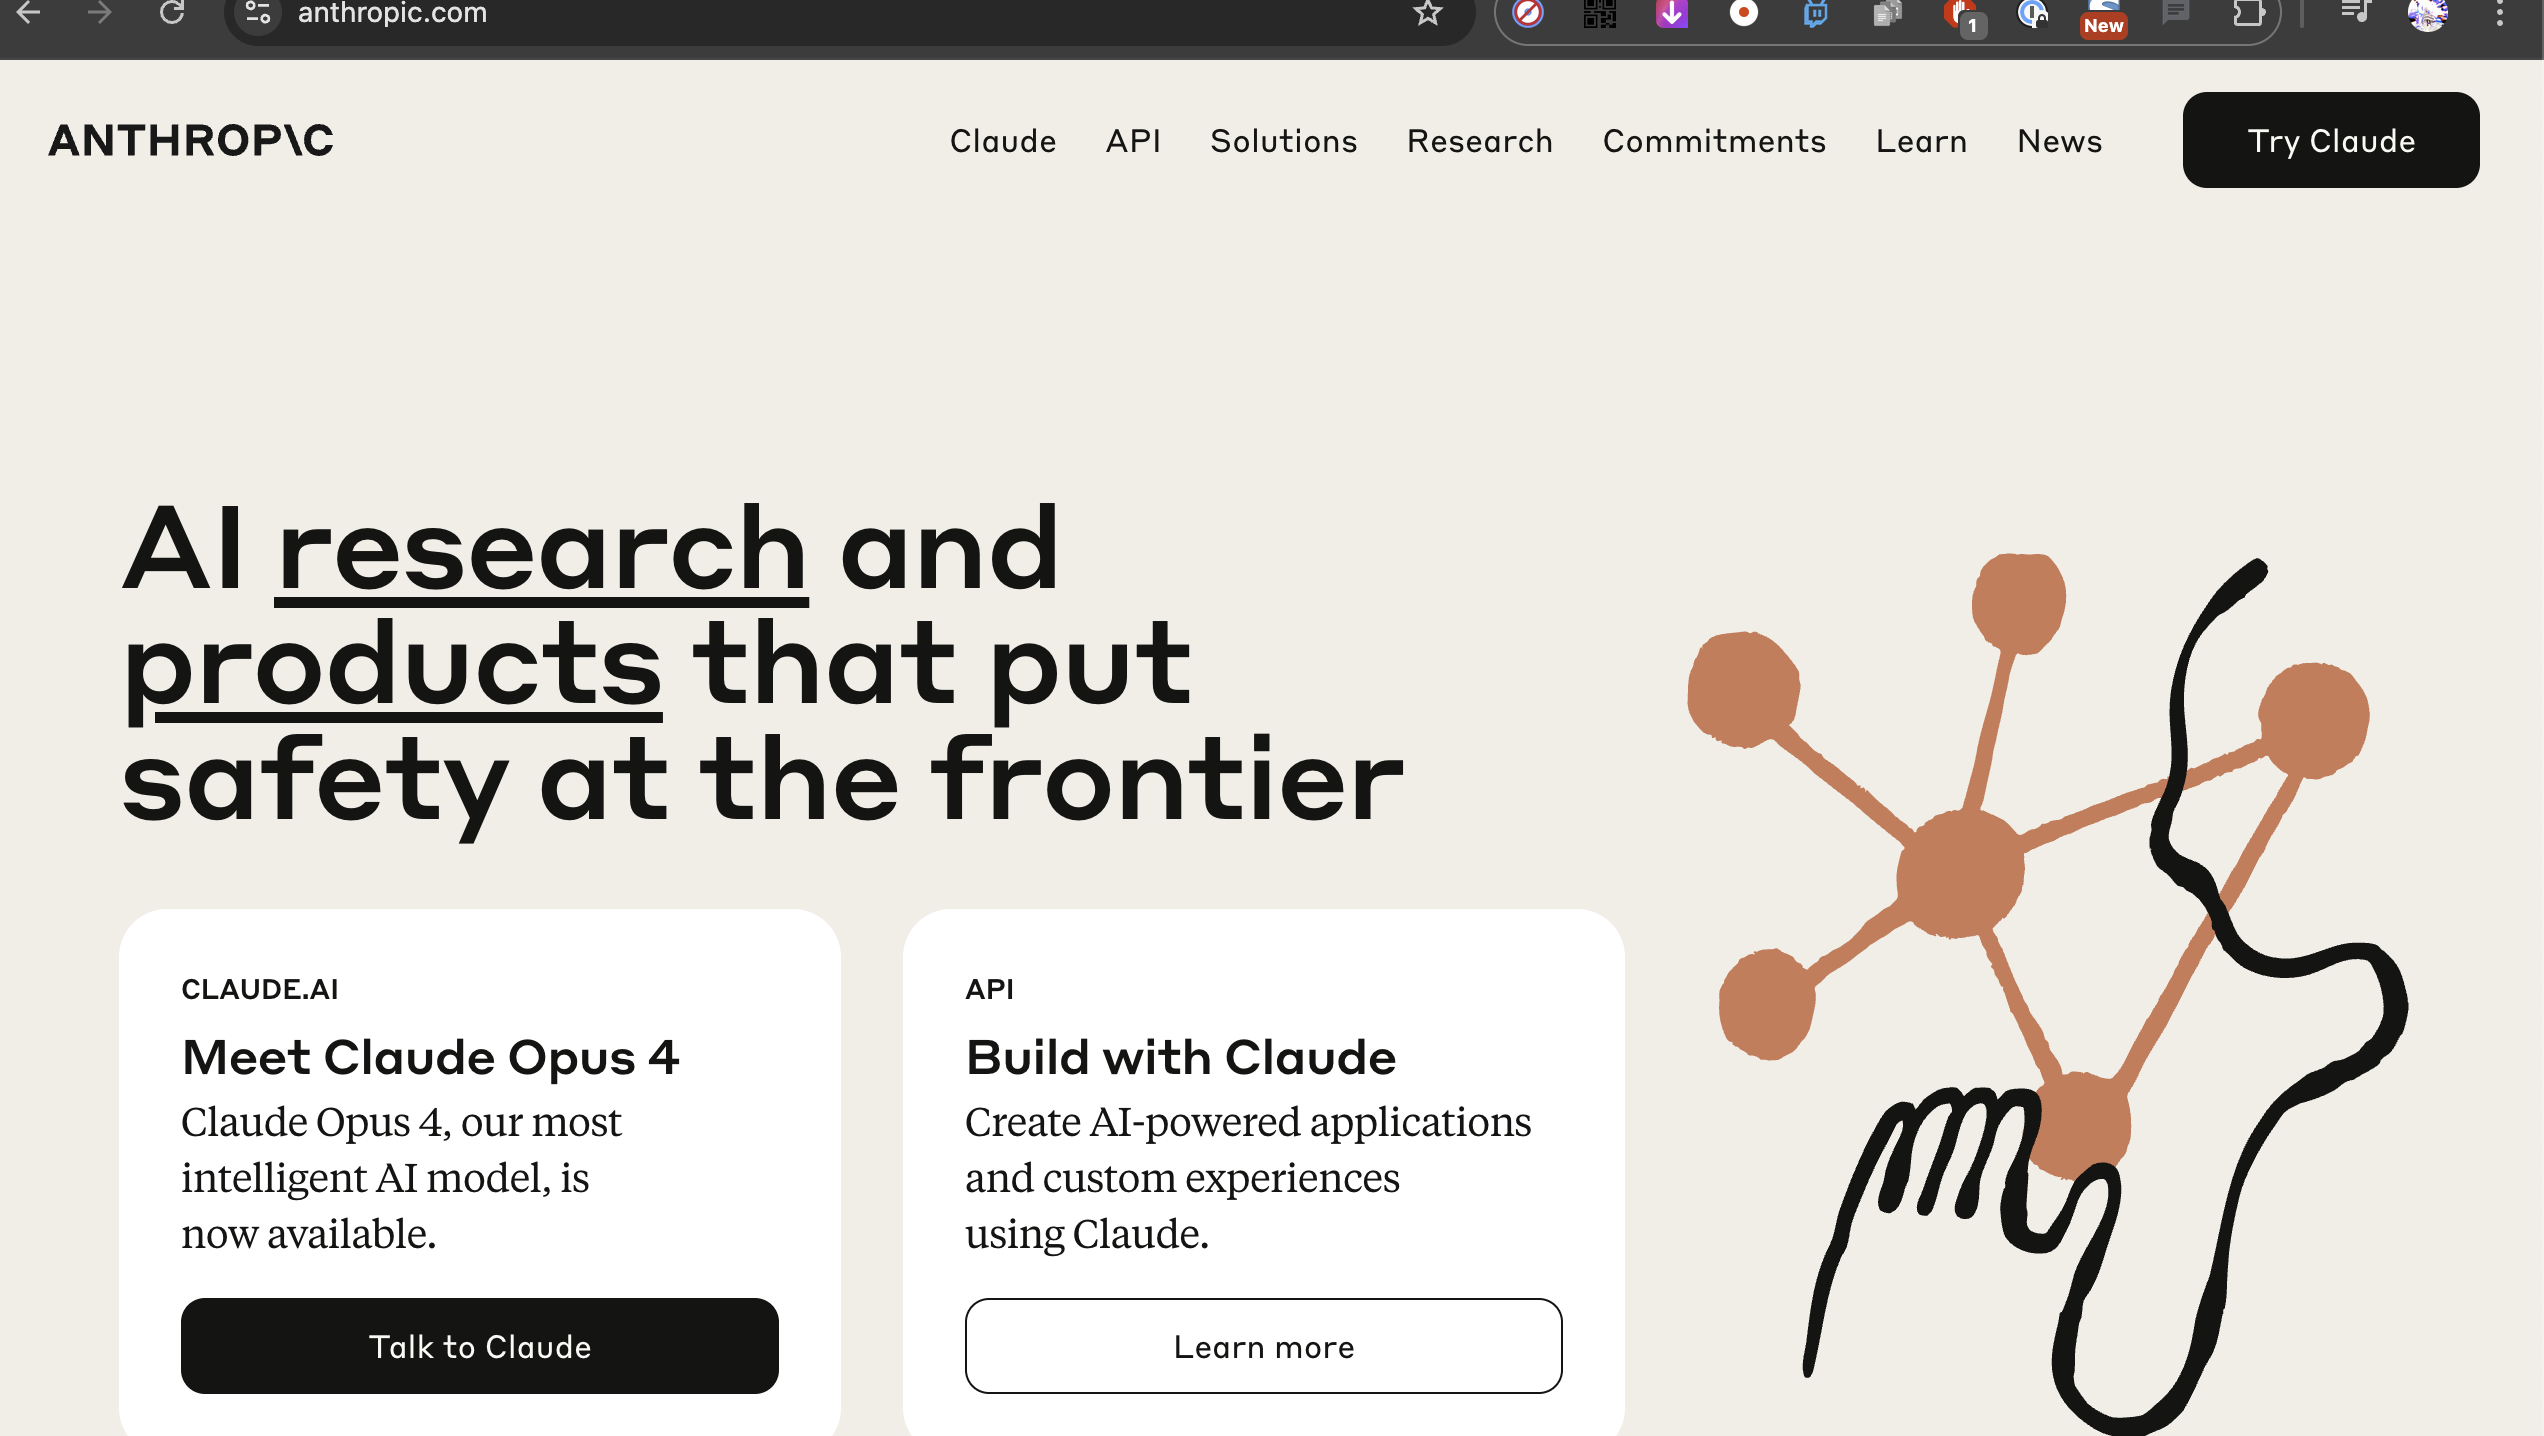 anthropic.com
1
New
ANTHROP\C
Claude API Solutions Research Commitments Learn News Try Claude
AI research and
products that put
safety at the frontier
CLAUDE.AI
Meet Claude Opus 4
Claude Opus 4, our most
intelligent AI model, is
now available.
Talk to Claude
API
Build with Claude
Create AI-powered applications
and custom experiences
using Claude.
Learn more